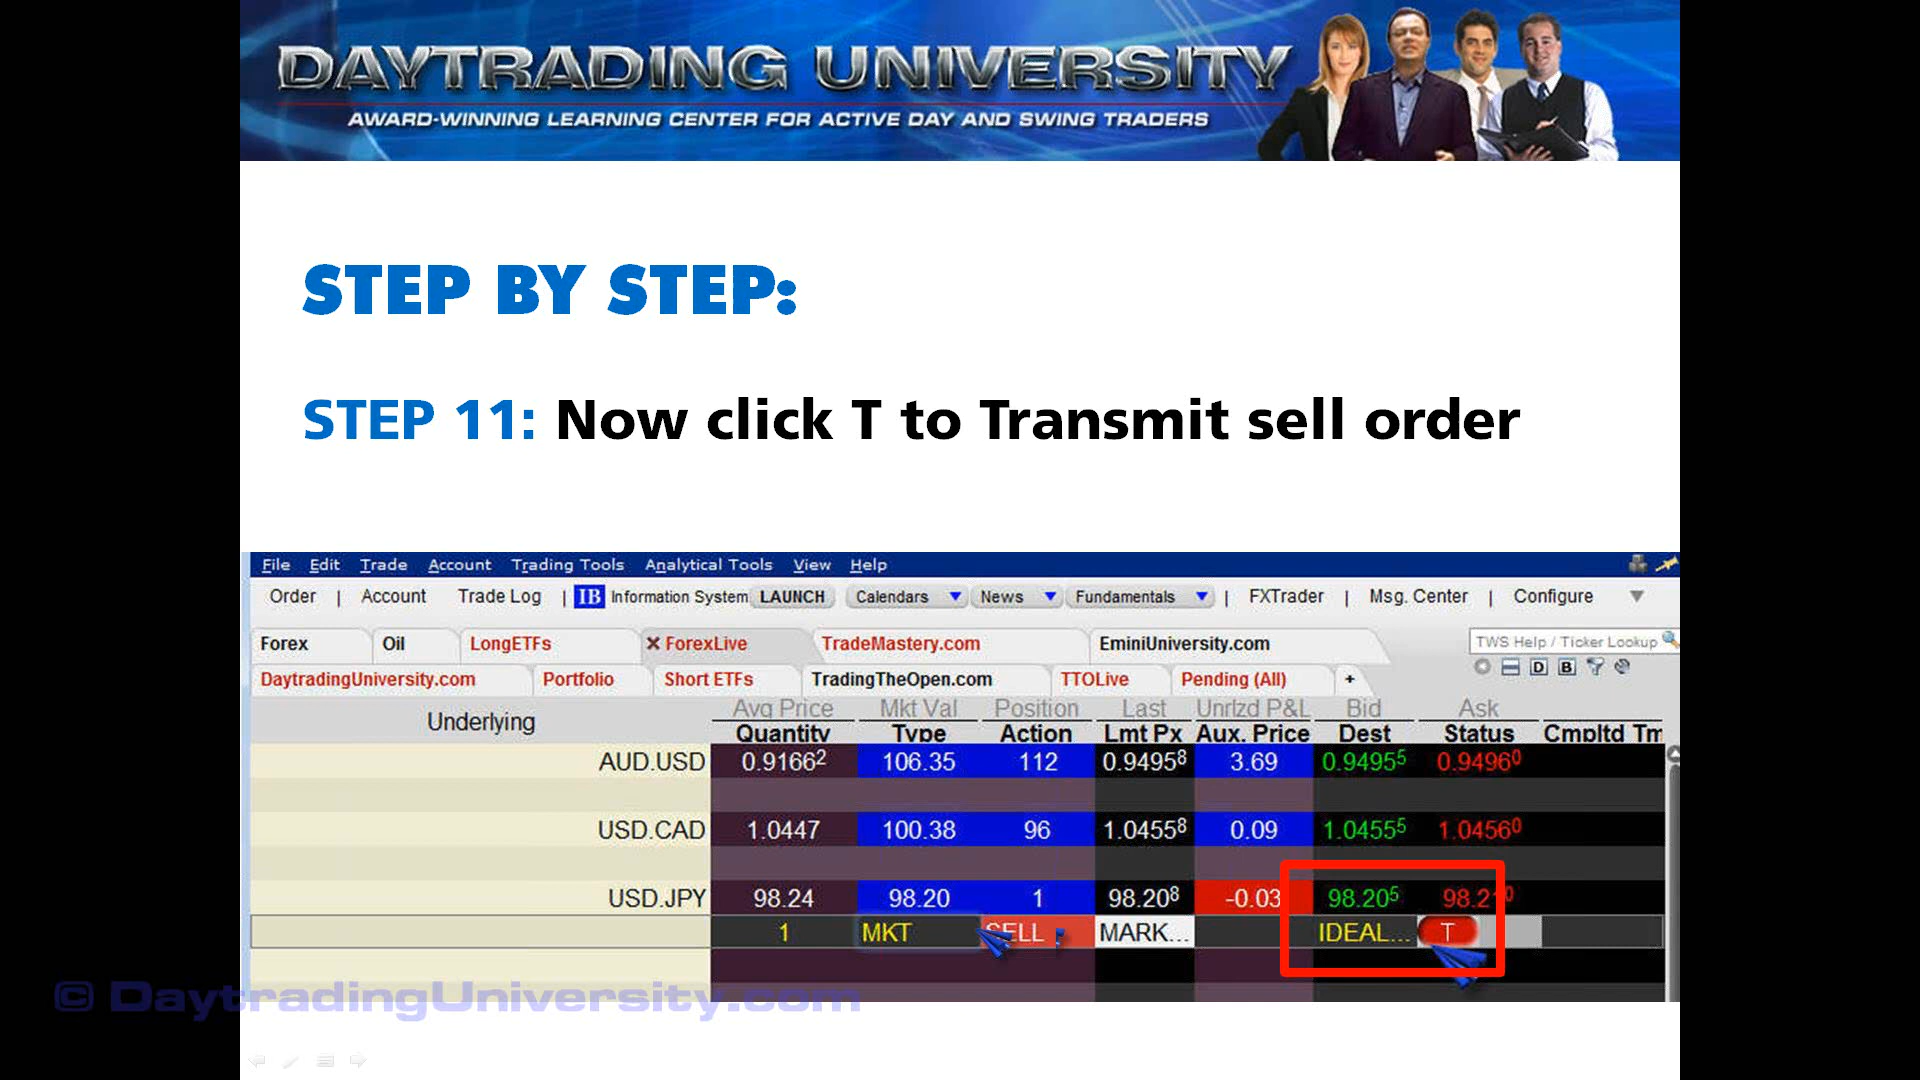 DAYTRADING UNIVERSITY
AWARD-WINNING LEARNING CENTER FOR ACTIVE DAY AND SWING TRADERS
STEP BY STEP:
STEP 11: Now click T to Transmit sell order
File Edit Trade Account Trading Tools Analytical Tools View Help
Order | Account Trade Log | IB Information System LAUNCH Calendars News Fundamentals | FXTrader | Msg. Center | Configure
Forex Oil LongETFs ForexLive TradeMastery.com EminiUniversity.com TWS Help / Ticker Lookup
DaytradingUniversity.com Portfolio Short ETFs TradingTheOpen.com TTOLive Pending (All) + D B
Underlying Avg Price Mkt Val Position Last Unrlzd P&L Bid Ask
Quantity Type Action Lmt Px Aux. Price Dest Status Cmpltd Tm
AUD.USD 0.9166² 106.35 112 0.9495⁸ 3.69 0.9495⁵ 0.9496⁰
USD.CAD 1.0447 100.38 96 1.0455⁸ 0.09 1.0455⁵ 1.0456⁰
USD.JPY 98.24 98.20 1 98.20⁸ -0.03 98.20⁵ 98.21⁰
1 MKT SELL MARK... IDEAL... T
© DaytradingUniversity.com